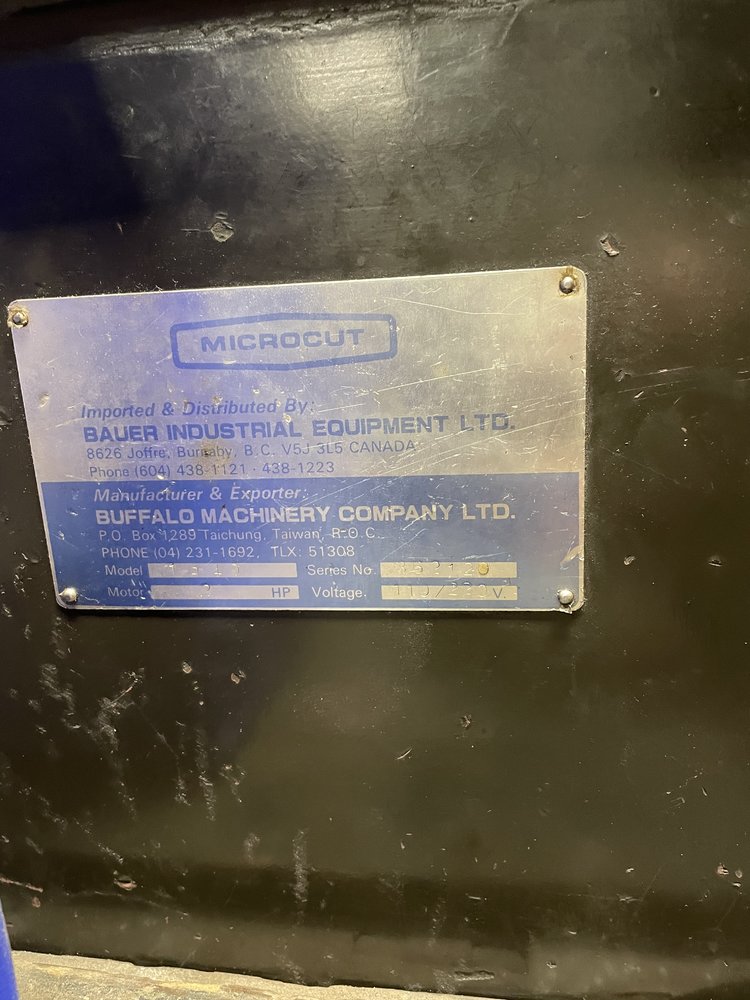 MICROCUT
Imported & Distributed By:
BAUER INDUSTRIAL EQUIPMENT LTD.
8626 Joffre, Burnaby, B.C. V5J 3L5 CANADA
Phone (604) 438-1121 · 438-1223
Manufacturer & Exporter:
BUFFALO MACHINERY COMPANY LTD.
P.O. Box 1289 Taichung, Taiwan, R.O.C.
PHONE (04) 231-1692, TLX: 51308
Model Series No.
Motor HP Voltage. 110/220 V.